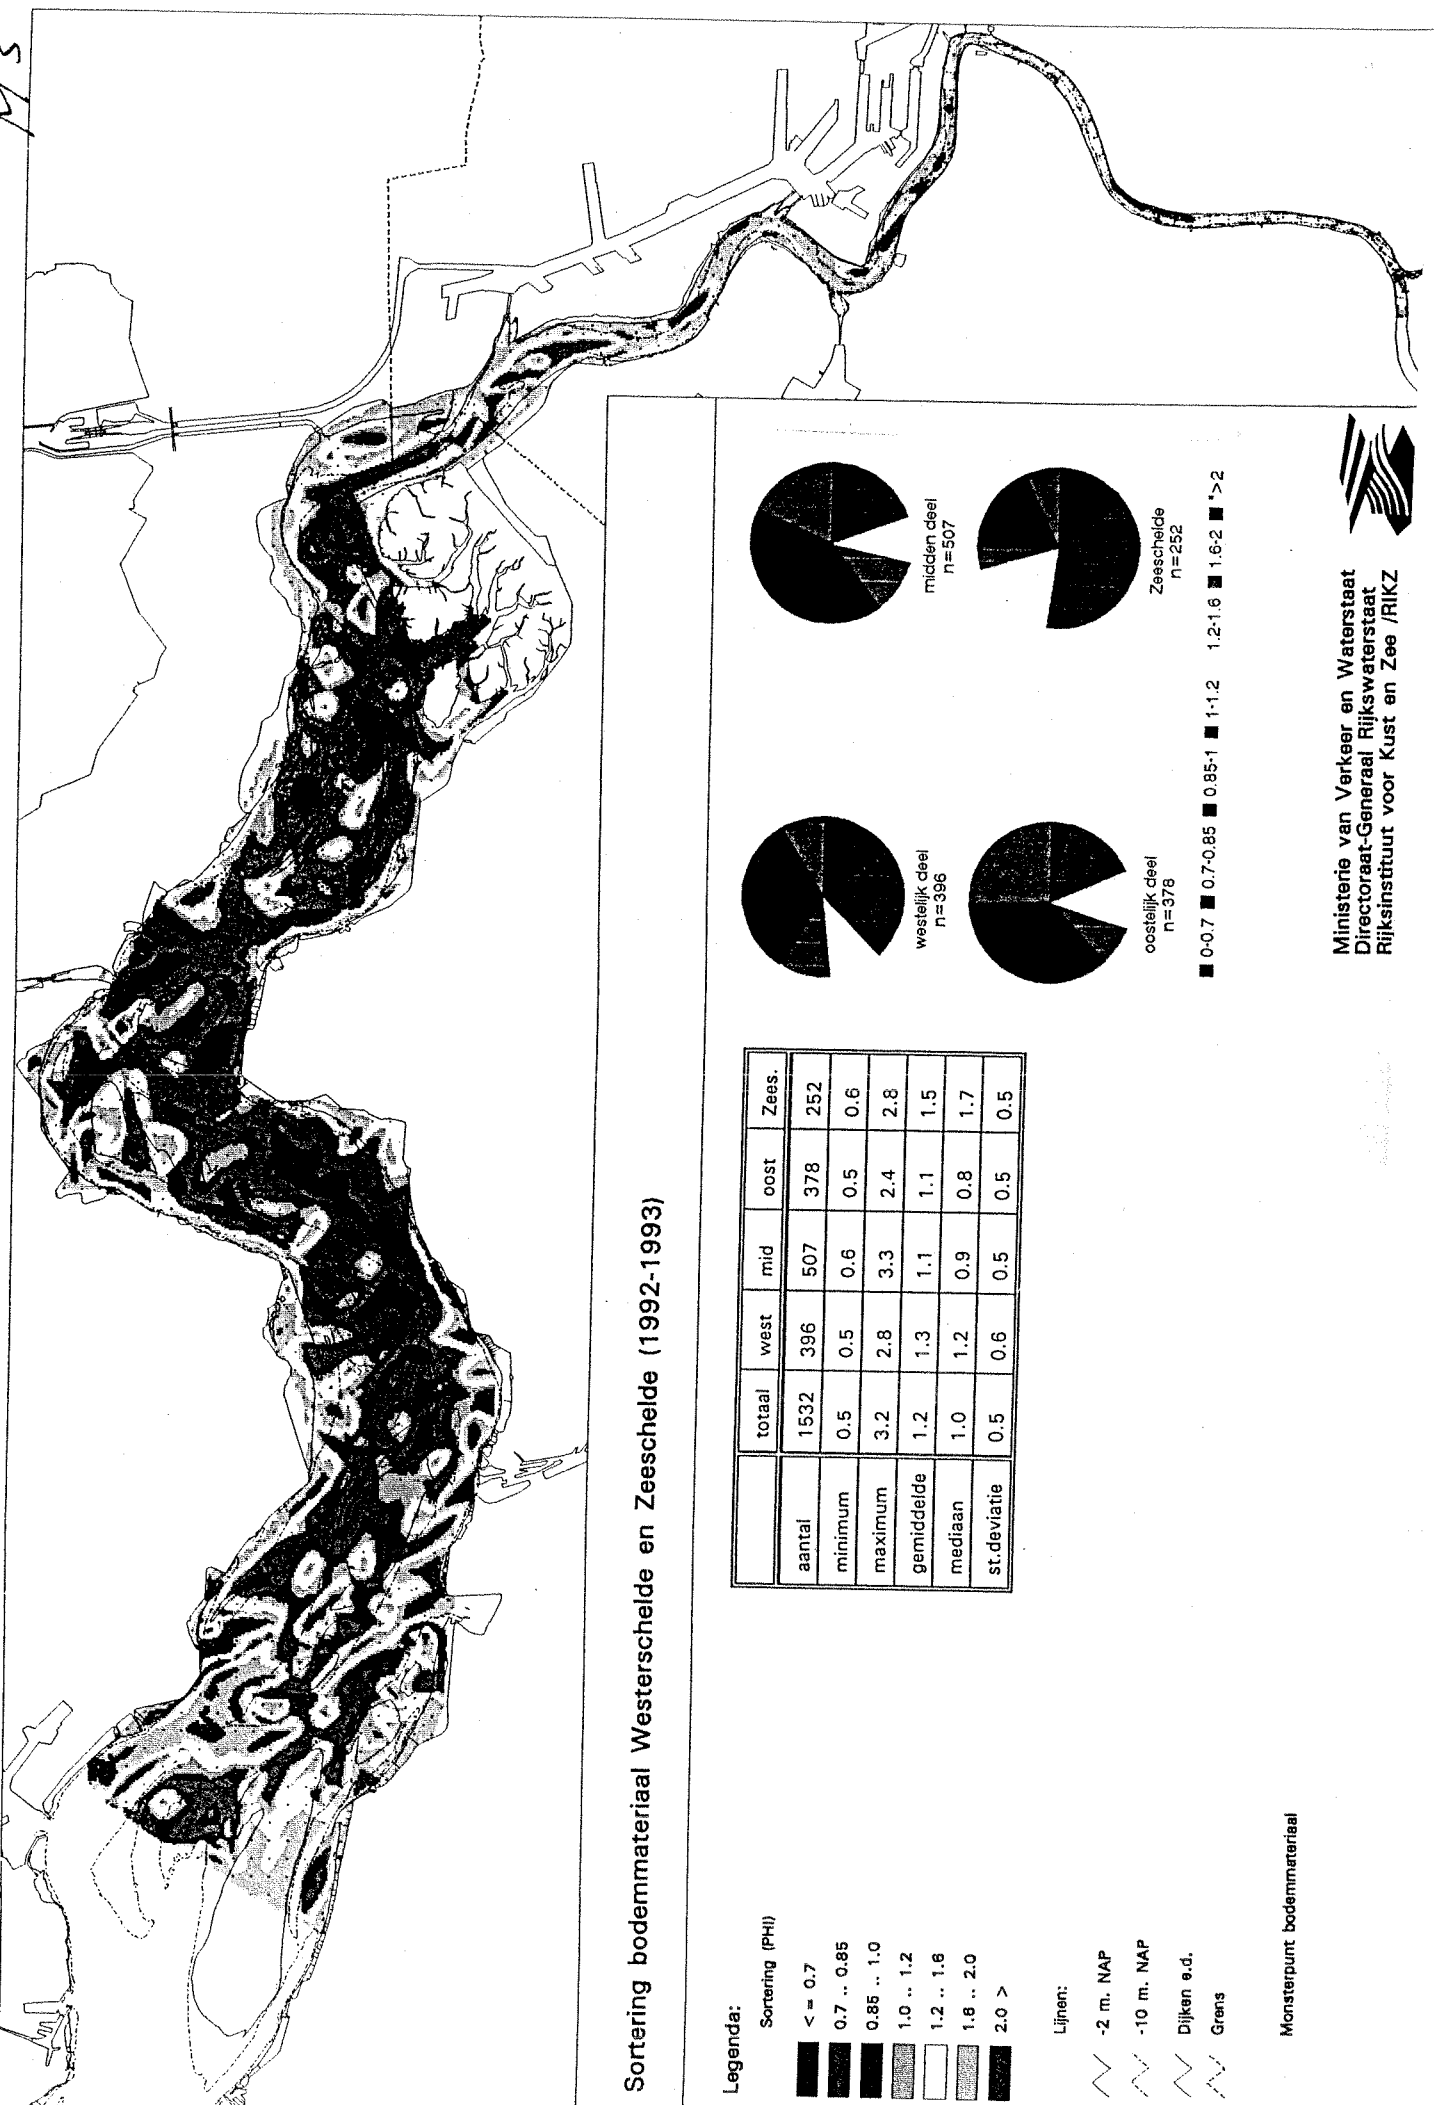 Sortering bodemmateriaal Westerschelde en Zeeschelde (1992-1993)
Legenda:
Sortering (PHI)
< = 0.7
0.7 .. 0.85
0.85 .. 1.0
1.0 .. 1.2
1.2 .. 1.6
1.6 .. 2.0
2.0 >
Lijnen:
-2 m. NAP
-10 m. NAP
Dijken e.d.
Grens
Monsterpunt bodemmateriaal
totaal west mid oost Zees.
aantal 1532 396 507 378 252
minimum 0.5 0.5 0.6 0.5 0.6
maximum 3.2 2.8 3.3 2.4 2.8
gemiddelde 1.2 1.3 1.1 1.1 1.5
mediaan 1.0 1.2 0.9 0.8 1.7
st.deviatie 0.5 0.6 0.5 0.5 0.5
westelijk deel
n=396
midden deel
n=507
oostelijk deel
n=378
Zeeschelde
n=252
0-0.7 0.7-0.85 0.85-1 1-1.2 1.2-1.6 1.6-2 ">2
Ministerie van Verkeer en Waterstaat
Directoraat-Generaal Rijkswaterstaat
Rijksinstituut voor Kust en Zee /RIKZ